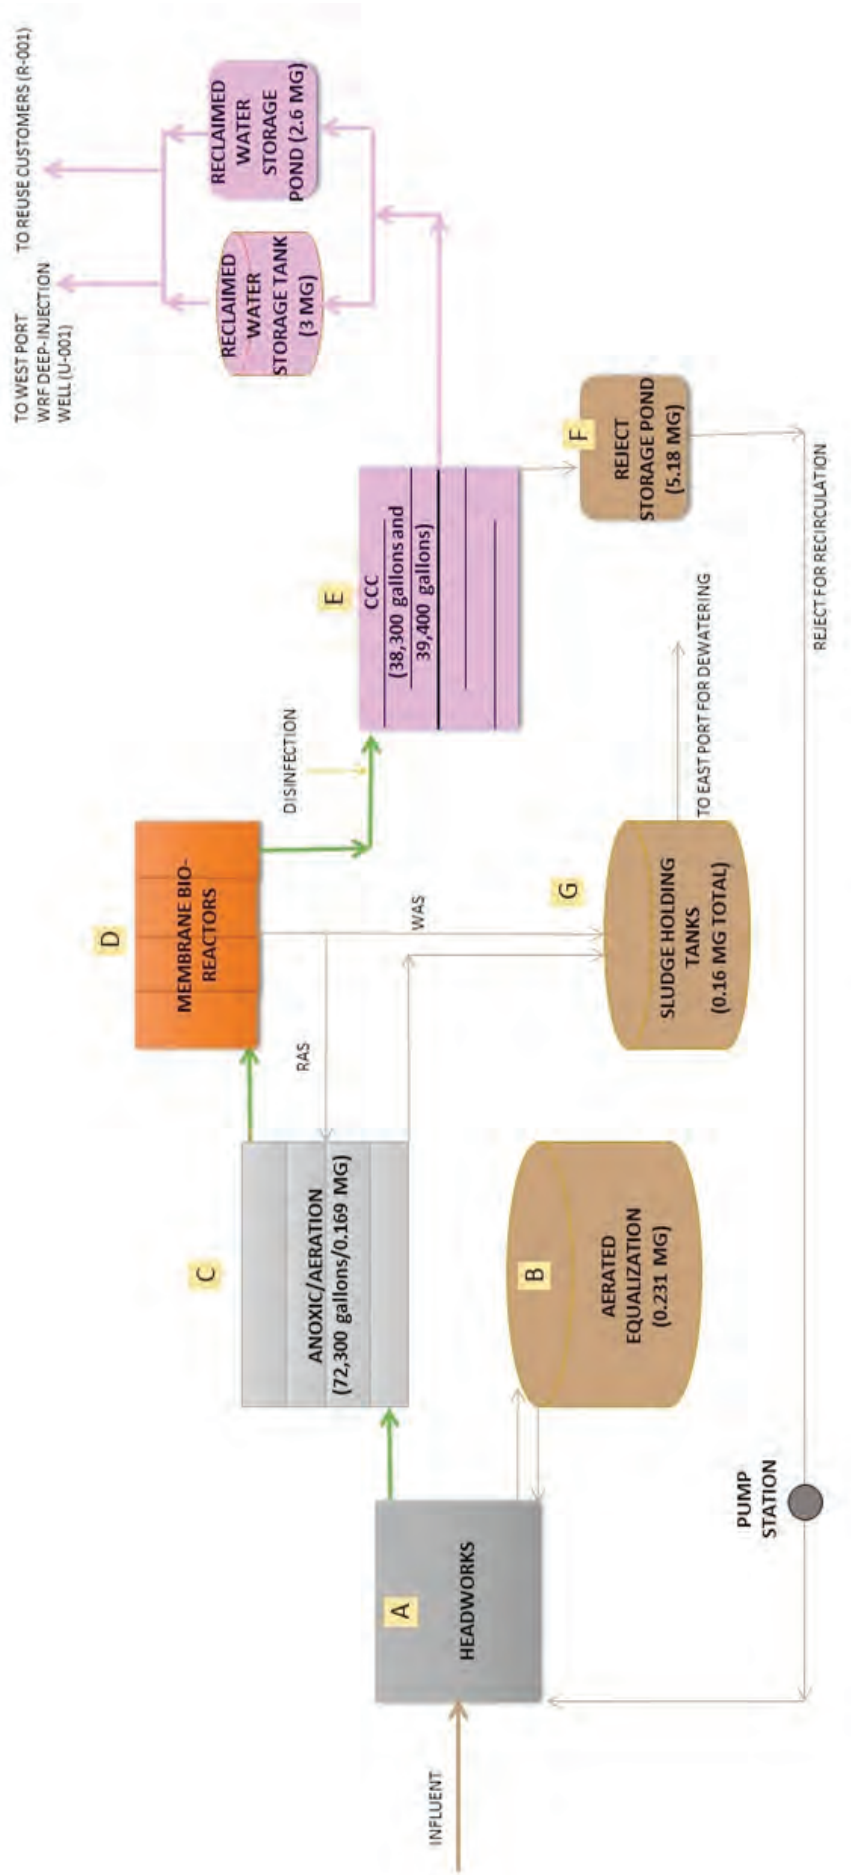 INFLUENT
A
HEADWORKS
B
AERATED
EQUALIZATION
(0.231 MG)
C
ANOXIC/AERATION
(72,300 gallons/0.169 MG)
RAS
D
MEMBRANE BIO-
REACTORS
WAS
G
SLUDGE HOLDING
TANKS
(0.16 MG TOTAL)
TO EAST PORT FOR DEWATERING
DISINFECTION
E
CCC
(38,300 gallons and
39,400 gallons)
F
REJECT
STORAGE POND
(5.18 MG)
REJECT FOR RECIRCULATION
PUMP
STATION
RECLAIMED
WATER
STORAGE TANK
(3 MG)
RECLAIMED
WATER
STORAGE
POND (2.6 MG)
TO WEST PORT
WRF DEEP-INJECTION
WELL (U-001)
TO REUSE CUSTOMERS (R-001)